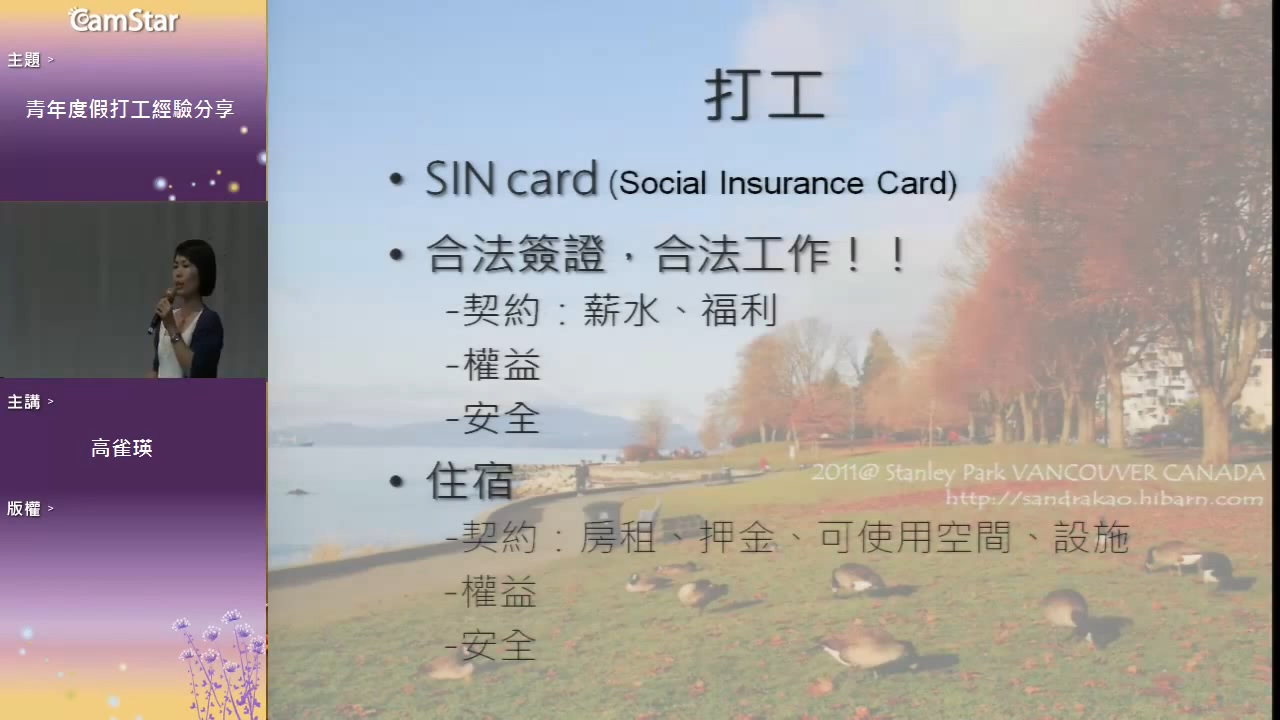 CamStar
主題 >
青年度假打工經驗分享
主講 >
高雀瑛
版權 >
打工
• SIN card (Social Insurance Card)
• 合法簽證，合法工作！！
-契約：薪水、福利
-權益
-安全
• 住宿
-契約：房租、押金、可使用空間、設施
-權益
-安全
2011@ Stanley Park VANCOUVER CANADA
http://sandrakao.hibarn.com